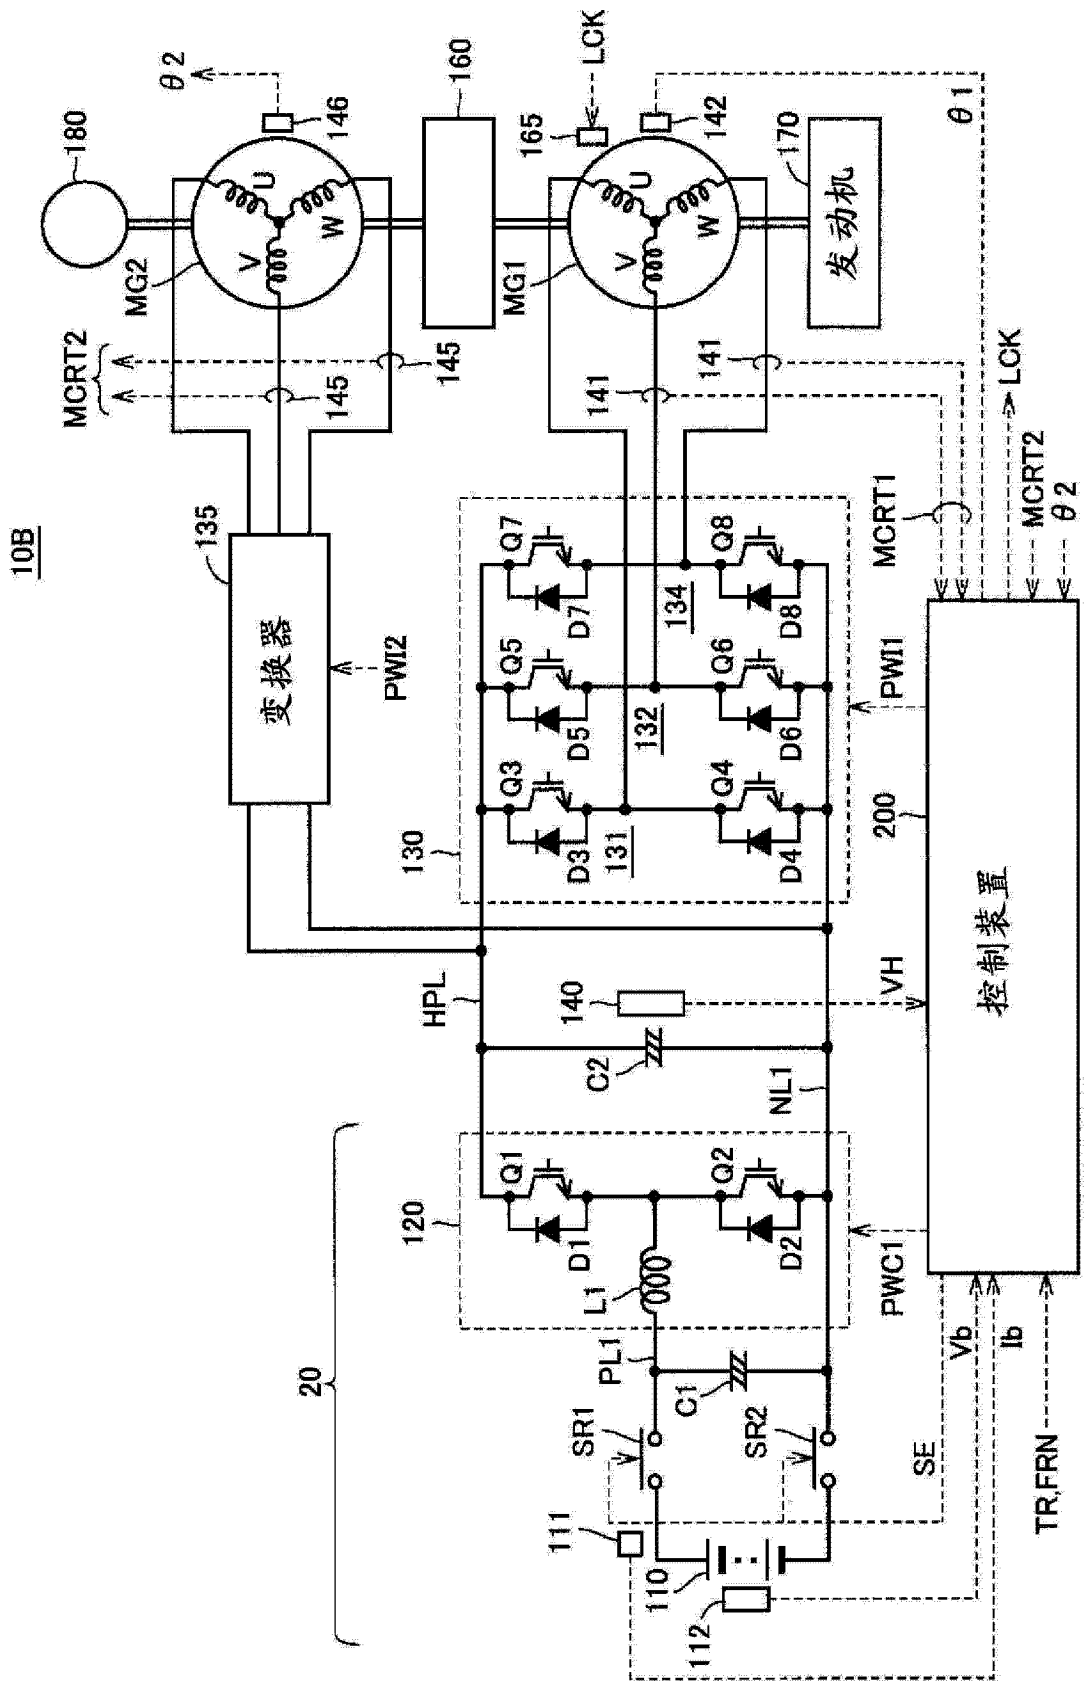 10B
20
120
130
135
180
160
165
170
MG2
MG1
U
V
W
U
V
W
θ2
146
LCK
142
θ1
MCRT2
145
145
141
141
发动机
变换器
PWI2
HPL
140
VH
C2
NL1
Q1
D1
Q2
D2
L1
PL1
C1
SR1
SR2
111
110
112
Q3
D3
Q4
D4
131
Q5
D5
Q6
D6
132
Q7
D7
Q8
D8
134
MCRT1
LCK
MCRT2
θ2
PWI1
200
PWC1
控制装置
SE
Vb
Ib
TR,FRN